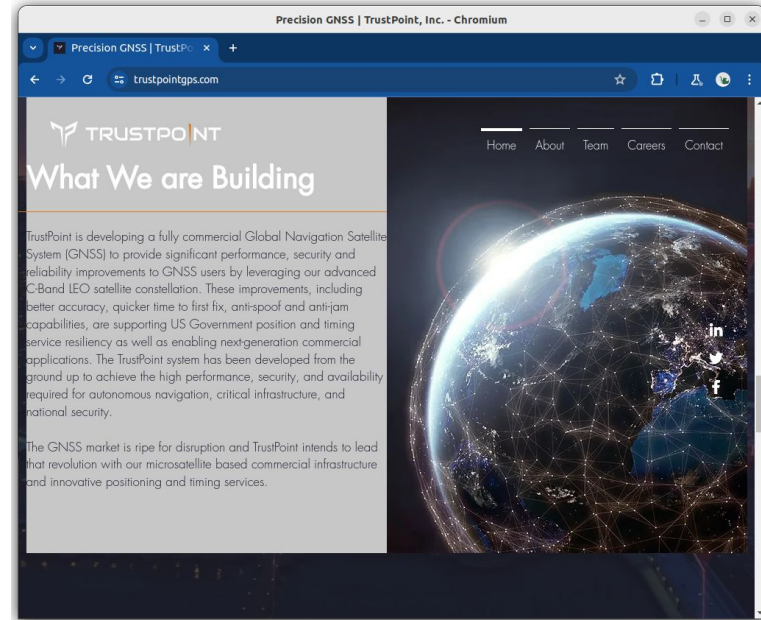 Precision GNSS | TrustPoint, Inc. - Chromium
Precision GNSS | TrustPo
trustpointgps.com
TRUSTPOINT
Home About Team Careers Contact
What We are Building
TrustPoint is developing a fully commercial Global Navigation Satellite
System (GNSS) to provide significant performance, security and
reliability improvements to GNSS users by leveraging our advanced
C-Band LEO satellite constellation. These improvements, including
better accuracy, quicker time to first fix, anti-spoof and anti-jam
capabilities, are supporting US Government position and timing
service resiliency as well as enabling next-generation commercial
applications. The TrustPoint system has been developed from the
ground up to achieve the high performance, security, and availability
required for autonomous navigation, critical infrastructure, and
national security.
The GNSS market is ripe for disruption and TrustPoint intends to lead
that revolution with our microsatellite based commercial infrastructure
and innovative positioning and timing services.
in
f